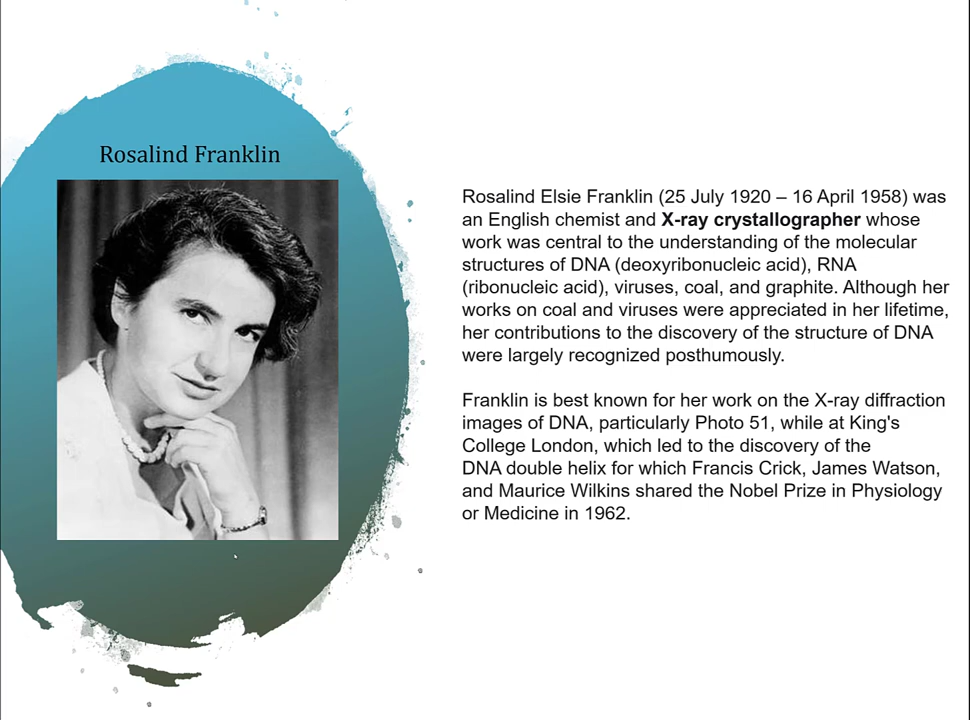 Rosalind Franklin
Rosalind Elsie Franklin (25 July 1920 – 16 April 1958) was
an English chemist and X-ray crystallographer whose
work was central to the understanding of the molecular
structures of DNA (deoxyribonucleic acid), RNA
(ribonucleic acid), viruses, coal, and graphite. Although her
works on coal and viruses were appreciated in her lifetime,
her contributions to the discovery of the structure of DNA
were largely recognized posthumously.
Franklin is best known for her work on the X-ray diffraction
images of DNA, particularly Photo 51, while at King's
College London, which led to the discovery of the
DNA double helix for which Francis Crick, James Watson,
and Maurice Wilkins shared the Nobel Prize in Physiology
or Medicine in 1962.